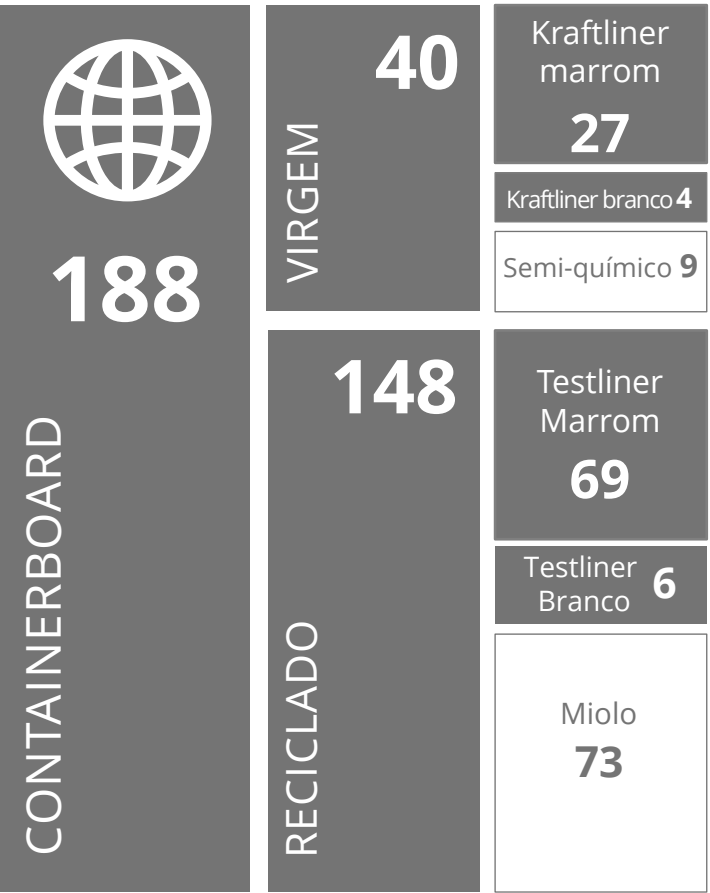 188
CONTAINERBOARD
40
VIRGEM
Kraftliner
marrom
27
Kraftliner branco 4
Semi-químico 9
148
RECICLADO
Testliner
Marrom
69
Testliner
Branco 6
Miolo
73